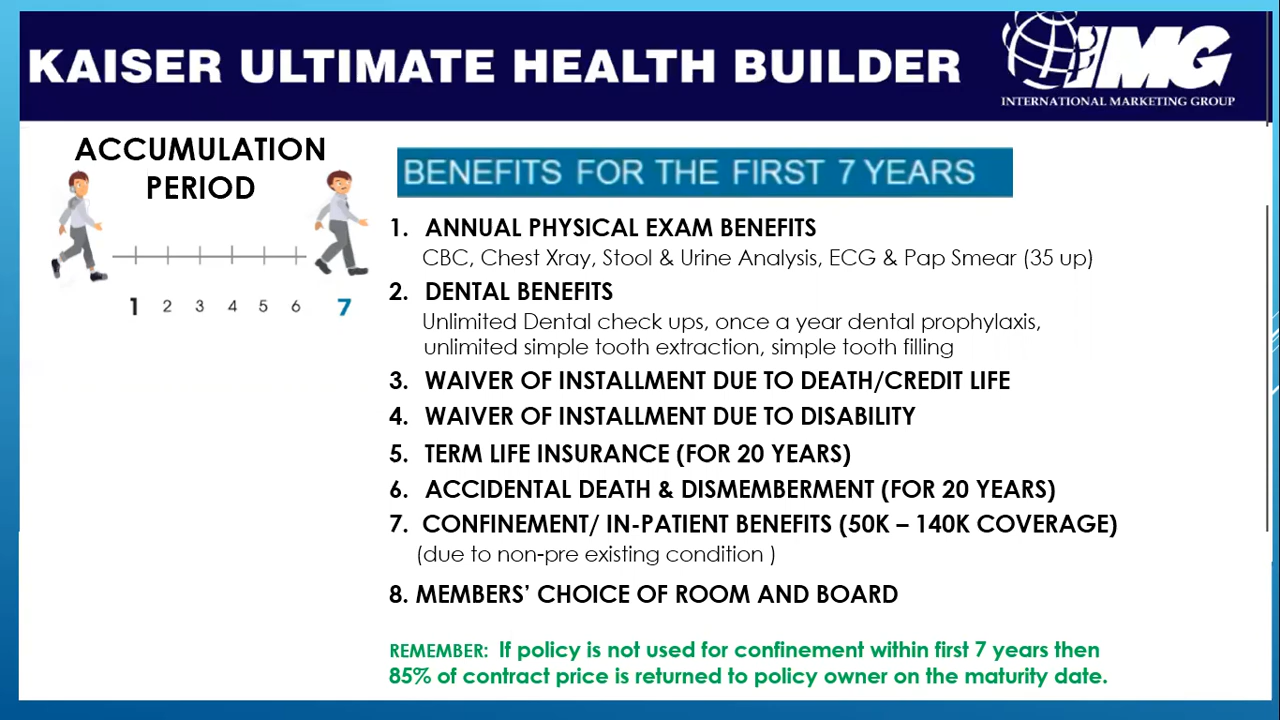 KAISER ULTIMATE HEALTH BUILDER
IMG
INTERNATIONAL MARKETING GROUP
ACCUMULATION
PERIOD
1 2 3 4 5 6 7
BENEFITS FOR THE FIRST 7 YEARS
1. ANNUAL PHYSICAL EXAM BENEFITS
CBC, Chest Xray, Stool & Urine Analysis, ECG & Pap Smear (35 up)
2. DENTAL BENEFITS
Unlimited Dental check ups, once a year dental prophylaxis,
unlimited simple tooth extraction, simple tooth filling
3. WAIVER OF INSTALLMENT DUE TO DEATH/CREDIT LIFE
4. WAIVER OF INSTALLMENT DUE TO DISABILITY
5. TERM LIFE INSURANCE (FOR 20 YEARS)
6. ACCIDENTAL DEATH & DISMEMBERMENT (FOR 20 YEARS)
7. CONFINEMENT/ IN-PATIENT BENEFITS (50K – 140K COVERAGE)
(due to non-pre existing condition )
8. MEMBERS’ CHOICE OF ROOM AND BOARD
REMEMBER: If policy is not used for confinement within first 7 years then
85% of contract price is returned to policy owner on the maturity date.